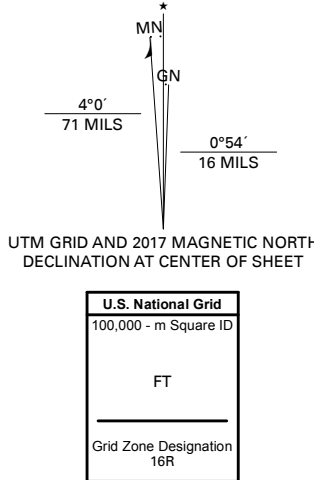 ★
MN
GN
4°0´
71 MILS
0°54´
16 MILS
UTM GRID AND 2017 MAGNETIC NORTH
DECLINATION AT CENTER OF SHEET
U.S. National Grid
100,000 - m Square ID
FT
Grid Zone Designation
16R